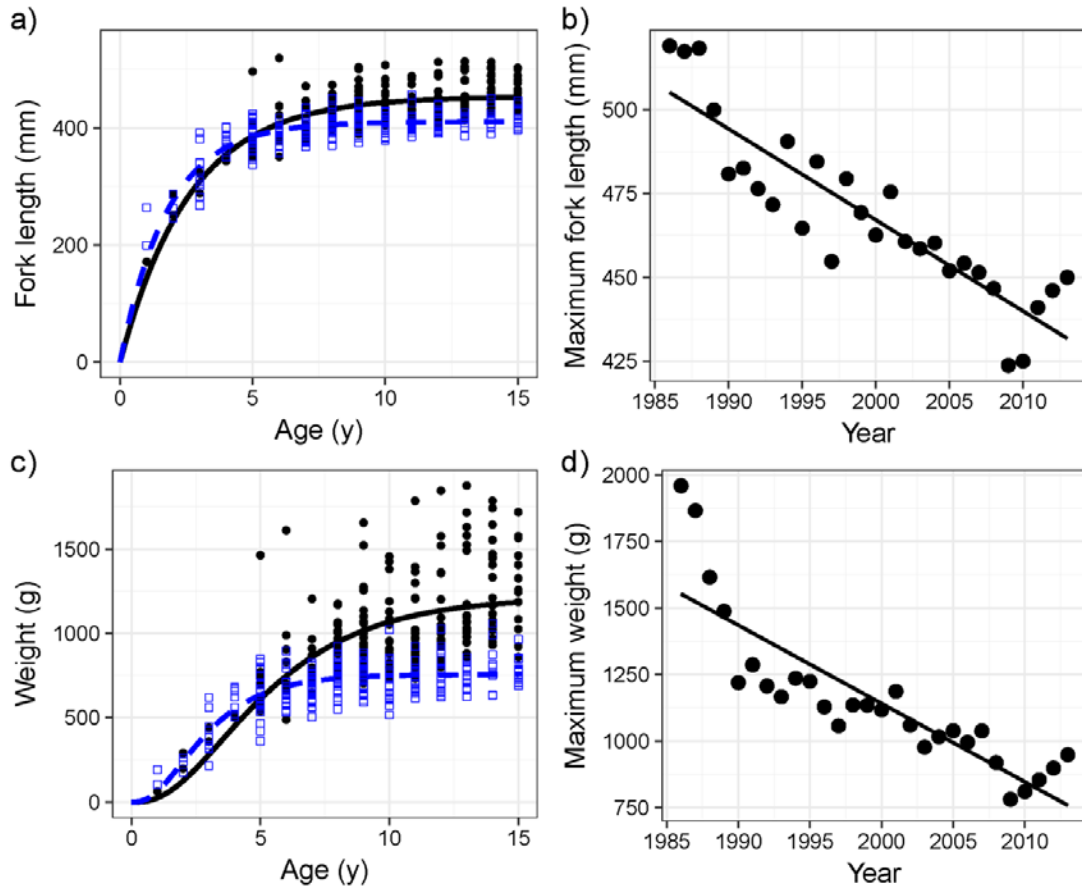 a)
Fork length (mm)
400
200
0
0 5 10 15
Age (y)
b)
Maximum fork length (mm)
500
475
450
425
1985 1990 1995 2000 2005 2010
Year
c)
Weight (g)
1500
1000
500
0
0 5 10 15
Age (y)
d)
Maximum weight (g)
2000
1750
1500
1250
1000
750
1985 1990 1995 2000 2005 2010
Year